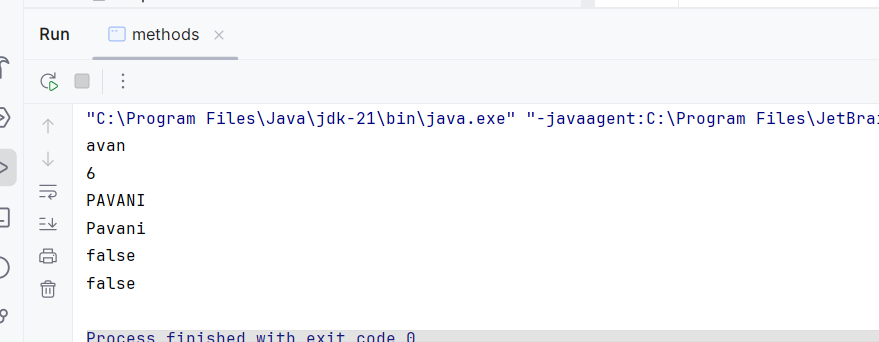 Run methods
"C:\Program Files\Java\jdk-21\bin\java.exe" "-javaagent:C:\Program Files\JetBrai
avan
6
PAVANI
Pavani
false
false
Process finished with exit code 0